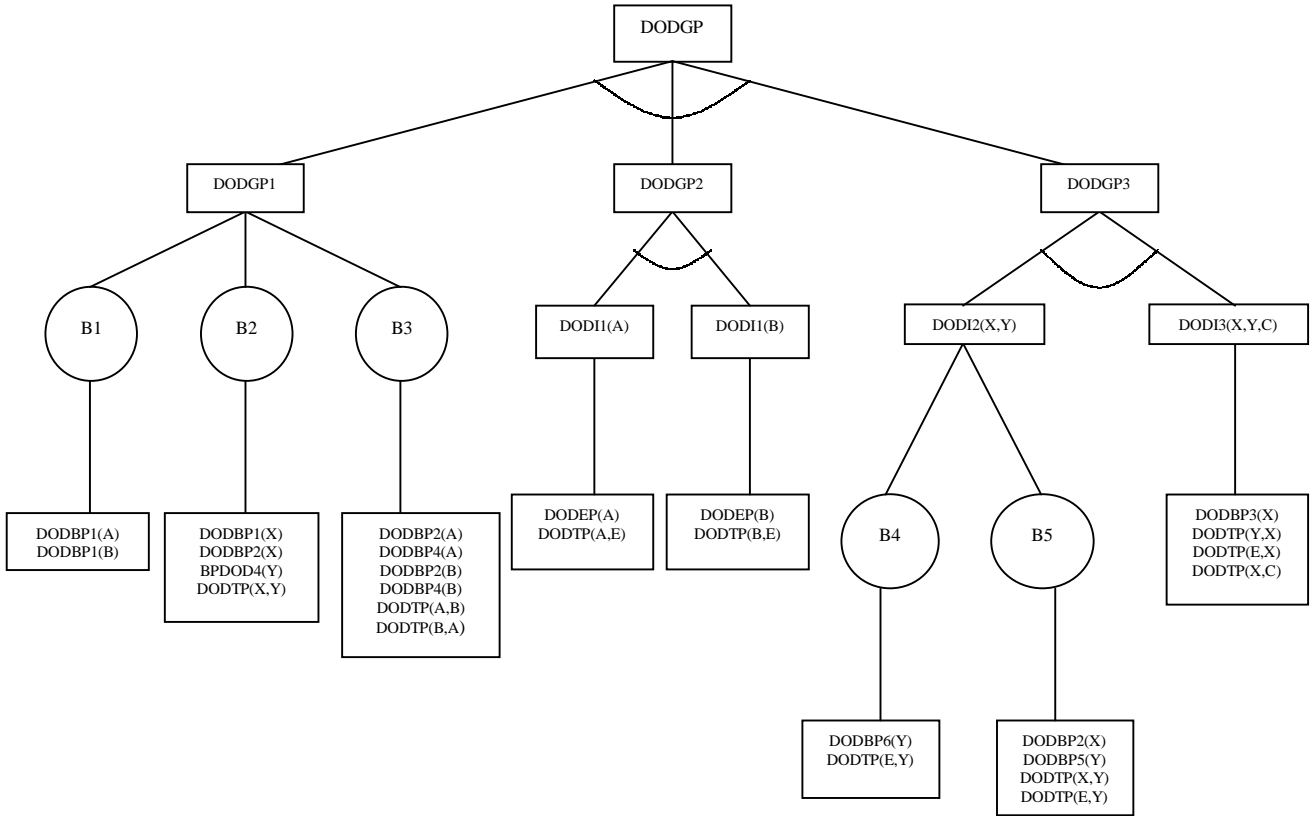 DODGP
DODGP1
DODGP2
DODGP3
B1
B2
B3
DODI1(A)
DODI1(B)
DODI2(X,Y)
DODI3(X,Y,C)
B4
B5
DODBP1(A)
DODBP1(B)
DODBP1(X)
DODBP2(X)
BPDOD4(Y)
DODTP(X,Y)
DODBP2(A)
DODBP4(A)
DODBP2(B)
DODBP4(B)
DODTP(A,B)
DODTP(B,A)
DODEP(A)
DODTP(A,E)
DODEP(B)
DODTP(B,E)
DODBP3(X)
DODTP(Y,X)
DODTP(E,X)
DODTP(X,C)
DODBP6(Y)
DODTP(E,Y)
DODBP2(X)
DODBP5(Y)
DODTP(X,Y)
DODTP(E,Y)